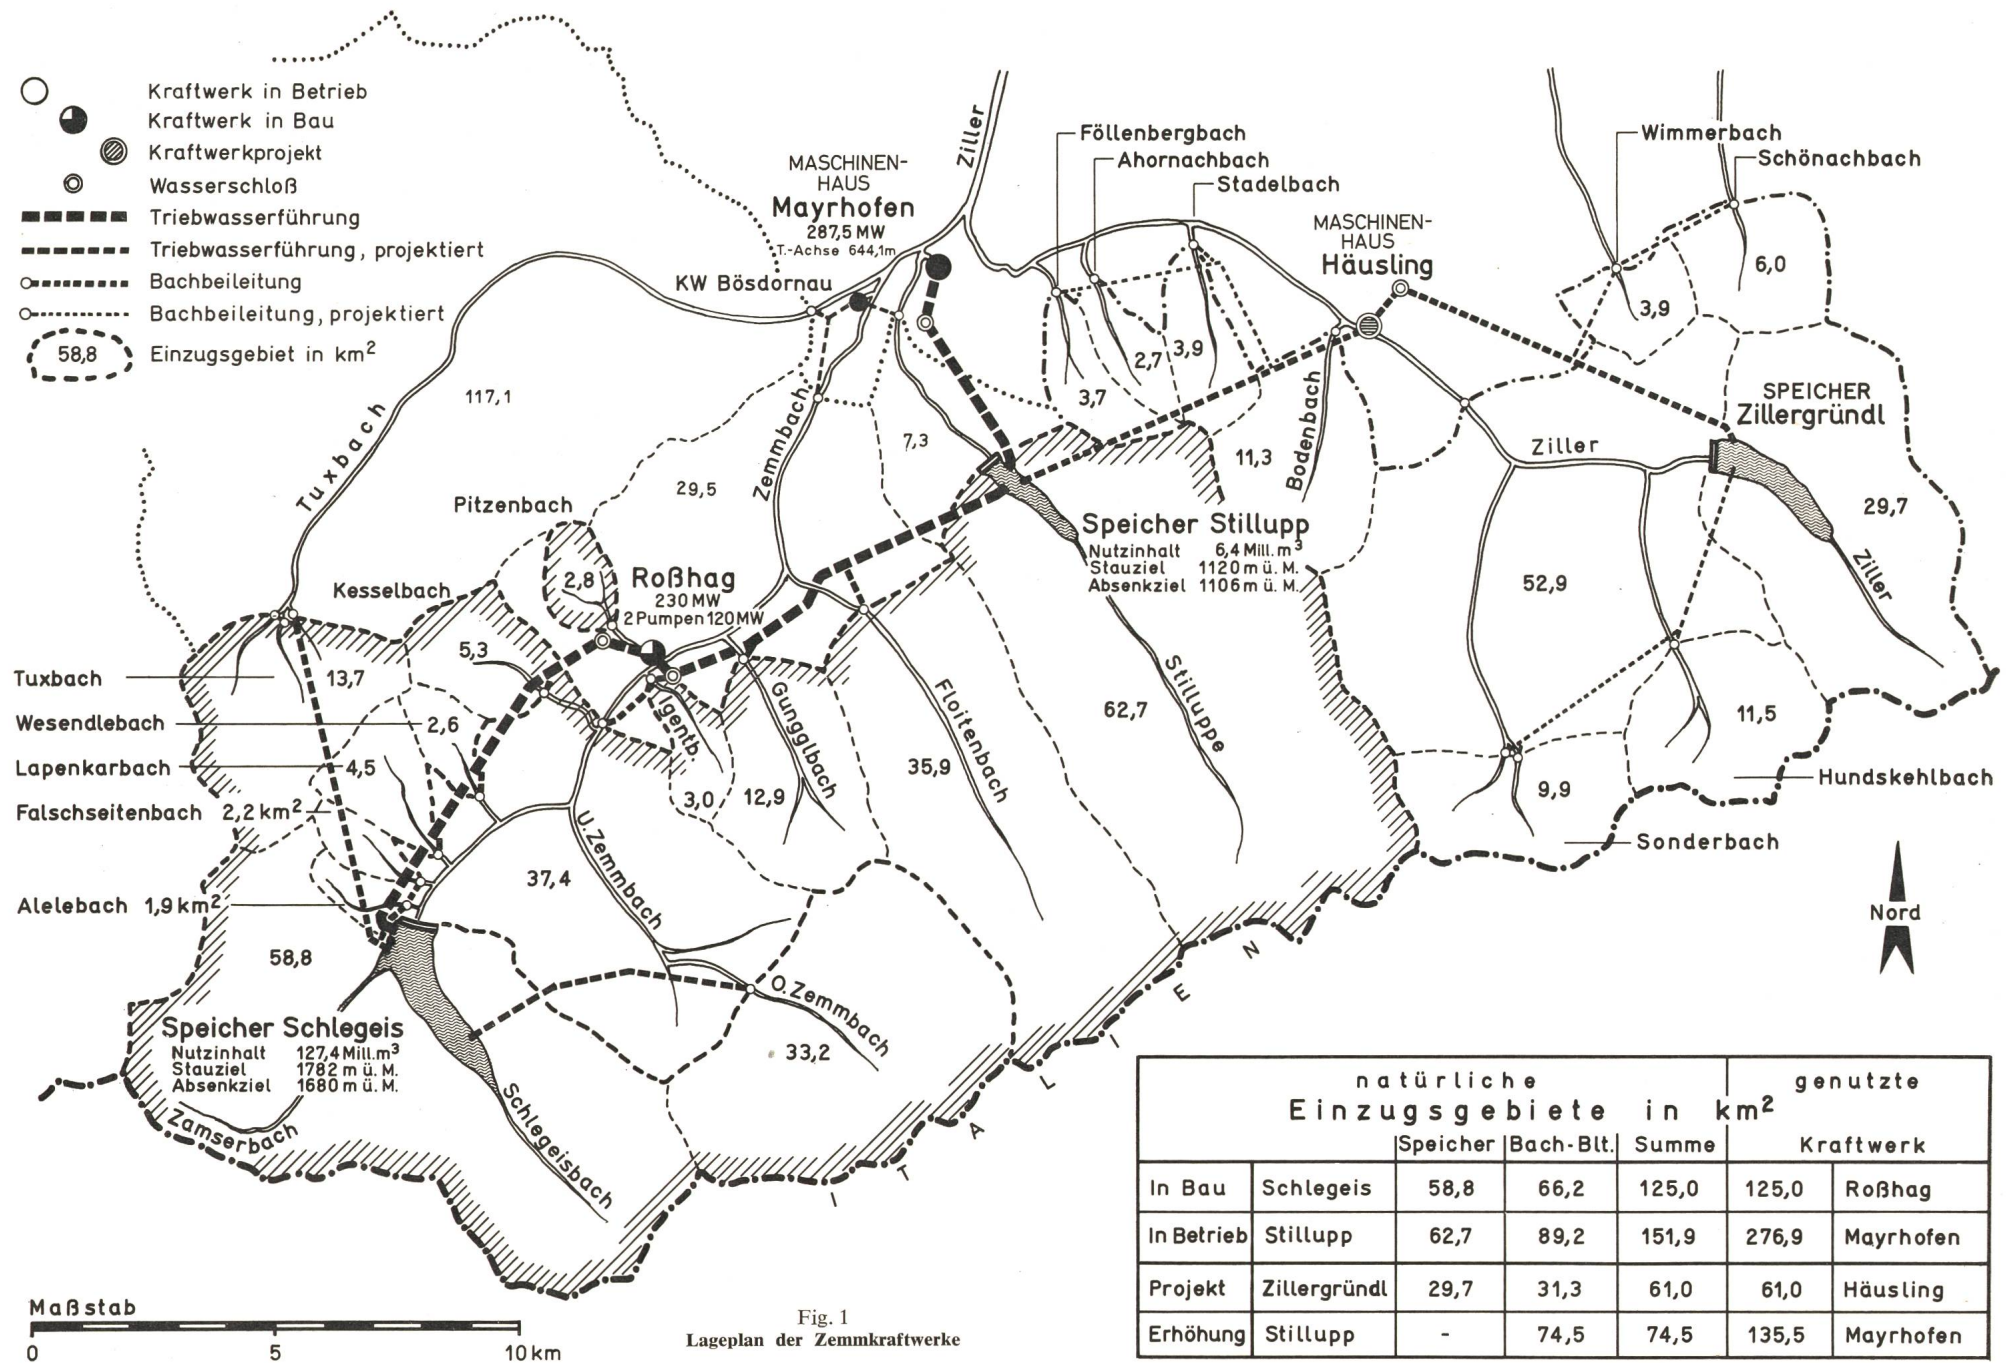 Kraftwerk in Betrieb
Kraftwerk in Bau
Kraftwerkprojekt
Wasserschloß
Triebwasserführung
Triebwasserführung, projektiert
Bachbeileitung
Bachbeileitung, projektiert
58,8 Einzugsgebiet in km²
MASCHINEN-
HAUS
Mayrhofen
287,5 MW
T.-Achse 644,1m
KW Bösdornau
Ziller
Föllenbergbach
Ahornachbach
Stadelbach
MASCHINEN-
HAUS
Häusling
Wimmerbach
Schönachbach
6,0
3,9
3,9
2,7
3,7
SPEICHER
Zillergründl
Tuxbach
117,1
Zemmbach
7,3
29,5
11,3
Bodenbach
Ziller
29,7
Ziller
Pitzenbach
2,8
Roßhag
230 MW
2 Pumpen 120MW
Speicher Stillupp
Nutzinhalt 6,4 Mill. m³
Stauziel 1120 m ü. M.
Absenkziel 1106 m ü. M.
52,9
Kesselbach
5,3
Tuxbach
13,7
Wesendlebach
2,6
Lapenkarbach
4,5
Falschseitenbach 2,2 km²
Alelebach 1,9 km²
Igentb.
Gungglbach
Floitenbach
Stilluppe
62,7
35,9
12,9
3,0
11,5
9,9
Hundskehlbach
Sonderbach
37,4
U. Zemmbach
O. Zemmbach
33,2
58,8
Speicher Schlegeis
Nutzinhalt 127,4 Mill. m³
Stauziel 1782 m ü. M.
Absenkziel 1680 m ü. M.
Zamserbach
Schlegeisbach
I T A L I E N
Nord
natürliche genutzte
Einzugsgebiete in km²
Speicher Bach-Blt. Summe Kraftwerk
In Bau Schlegeis 58,8 66,2 125,0 125,0 Roßhag
In Betrieb Stillupp 62,7 89,2 151,9 276,9 Mayrhofen
Projekt Zillergründl 29,7 31,3 61,0 61,0 Häusling
Erhöhung Stillupp - 74,5 74,5 135,5 Mayrhofen
Maßstab
0 5 10 km
Fig. 1
Lageplan der Zemmkraftwerke